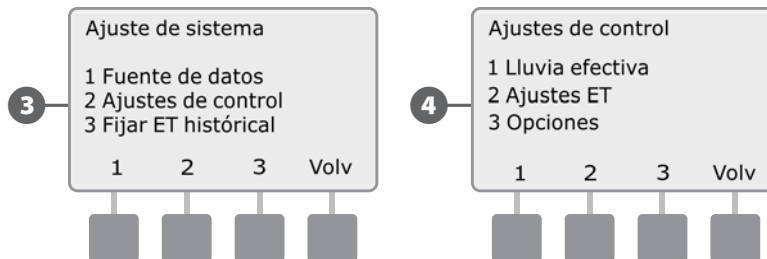 3
Ajuste de sistema
1 Fuente de datos
2 Ajustes de control
3 Fijar ET histórical
1 2 3 Volv
4
Ajustes de control
1 Lluvia efectiva
2 Ajustes ET
3 Opciones
1 2 3 Volv